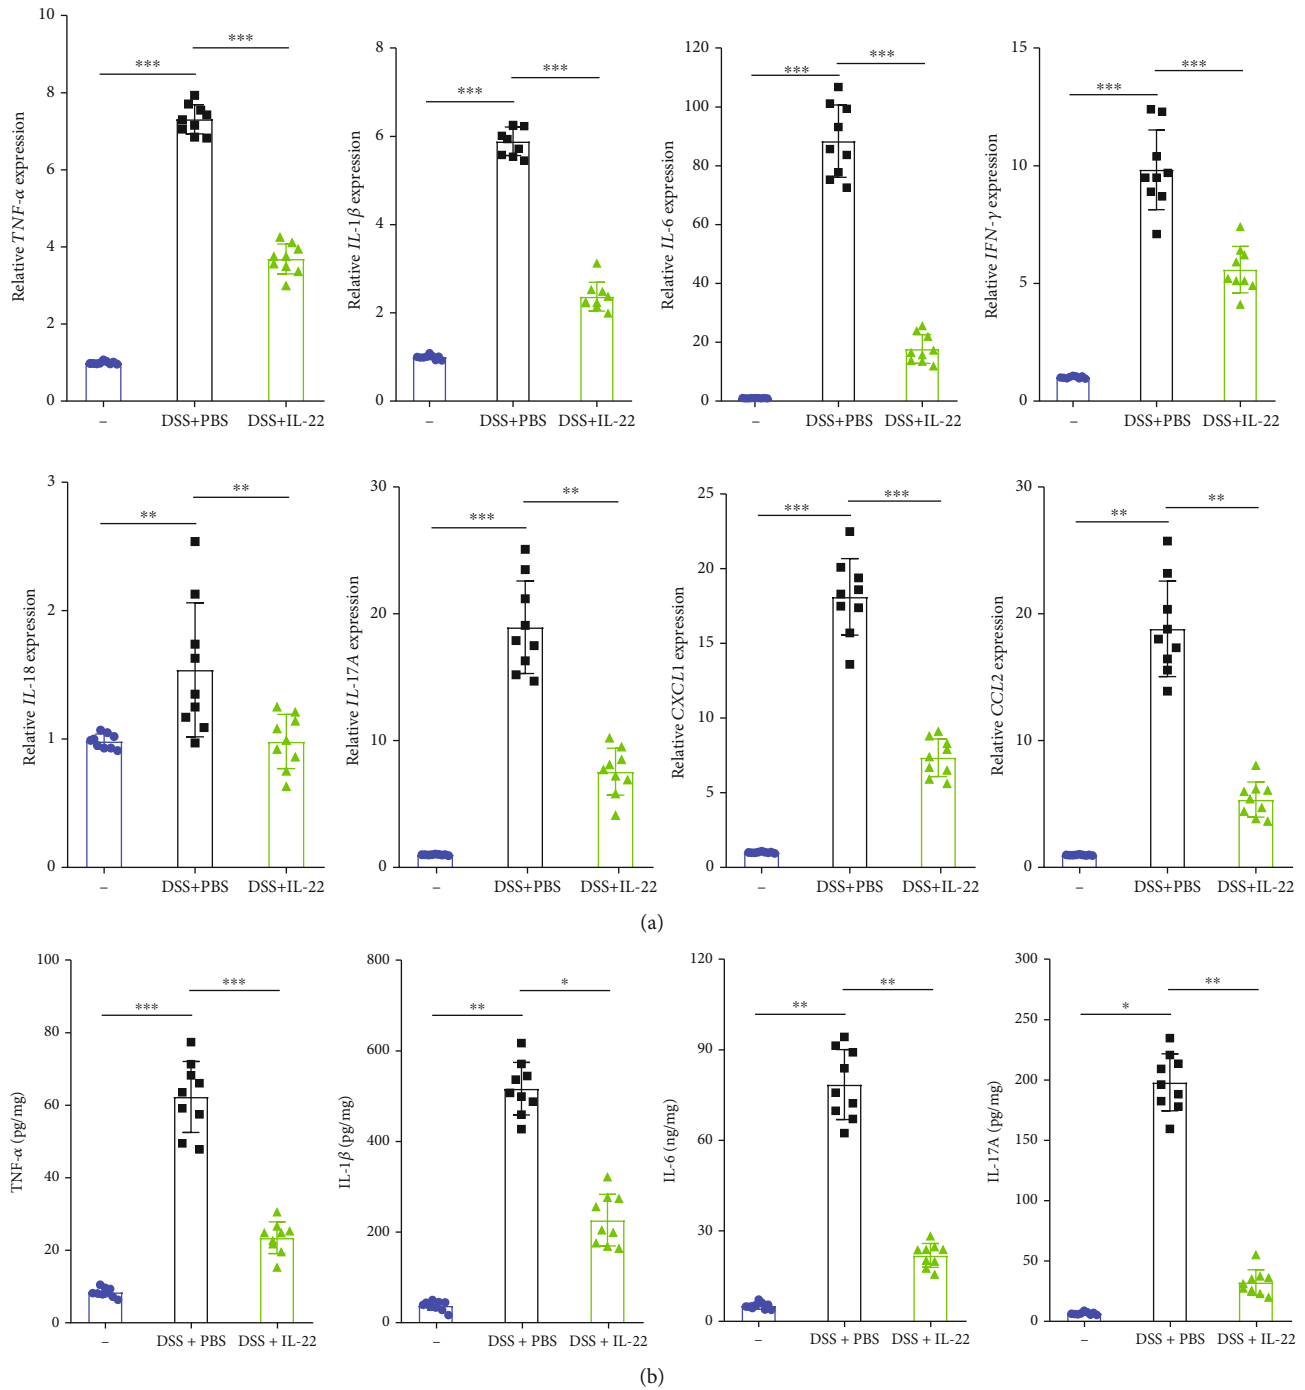 Relative TNF-α expression
10
8
6
4
2
0
***
***
–
DSS+PBS
DSS+IL-22
Relative IL-1β expression
8
6
4
2
0
***
***
–
DSS+PBS
DSS+IL-22
Relative IL-6 expression
120
100
80
60
40
20
0
***
***
–
DSS+PBS
DSS+IL-22
Relative IFN-γ expression
15
10
5
0
***
***
–
DSS+PBS
DSS+IL-22
Relative IL-18 expression
3
2
1
0
**
**
–
DSS+PBS
DSS+IL-22
Relative IL-17A expression
30
20
10
0
***
**
–
DSS+PBS
DSS+IL-22
Relative CXCL1 expression
25
20
15
10
5
0
***
***
–
DSS+PBS
DSS+IL-22
Relative CCL2 expression
30
20
10
0
**
**
–
DSS+PBS
DSS+IL-22
(a)
TNF-α (pg/mg)
100
80
60
40
20
0
***
***
–
DSS + PBS
DSS + IL-22
IL-1β (pg/mg)
800
600
400
200
0
**
*
–
DSS + PBS
DSS + IL-22
IL-6 (ng/mg)
120
90
60
30
0
**
**
–
DSS + PBS
DSS + IL-22
IL-17A (pg/mg)
300
250
200
150
100
50
0
*
**
–
DSS + PBS
DSS + IL-22
(b)